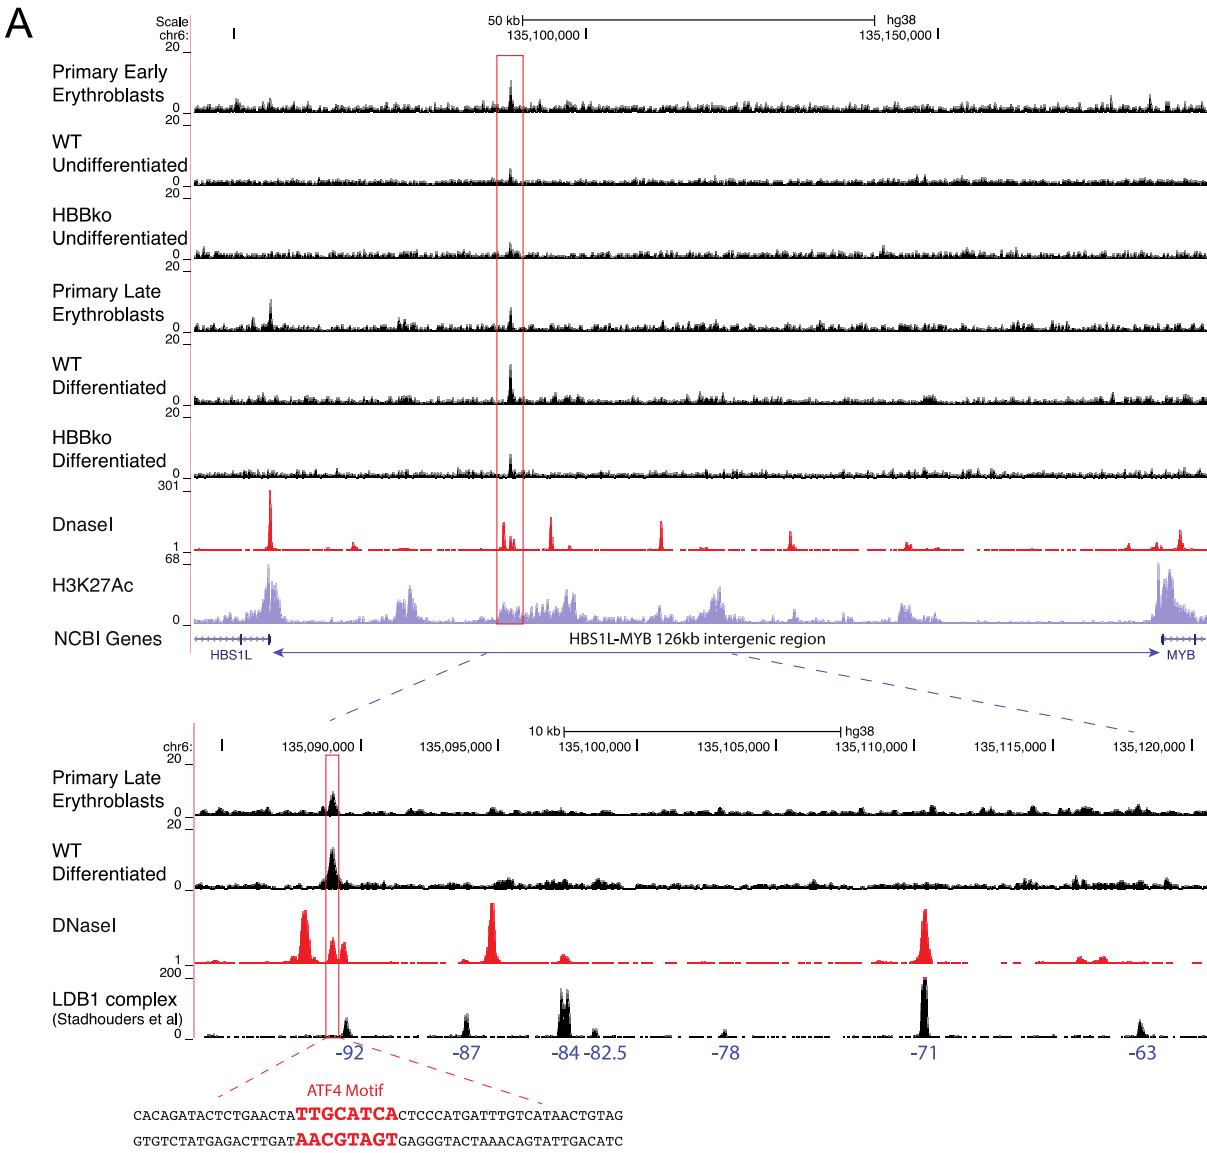 A
Scale
50 kb
hg38
chr6:
135,100,000
135,150,000
20
Primary Early
Erythroblasts
0
20
WT
Undifferentiated
0
20
HBBko
Undifferentiated
0
20
Primary Late
Erythroblasts
0
20
WT
Differentiated
0
20
HBBko
Differentiated
0
301
DnaseI
1
68
H3K27Ac
0
NCBI Genes
HBS1L-MYB 126kb intergenic region
HBS1L
MYB
10 kb
hg38
chr6:
135,090,000
135,095,000
135,100,000
135,105,000
135,110,000
135,115,000
135,120,000
20
Primary Late
Erythroblasts
0
20
WT
Differentiated
0
DNaseI
1
200
LDB1 complex
(Stadhouders et al)
0
-92
-87
-84
-82.5
-78
-71
-63
ATF4 Motif
CACAGATACTCTGAACTATTGCATCACTCCCATGATTTGTCATAACTGTAG
GTGTCTATGAGACTTGATAACGTAGTGAGGGTACTAAACAGTATTGACATC